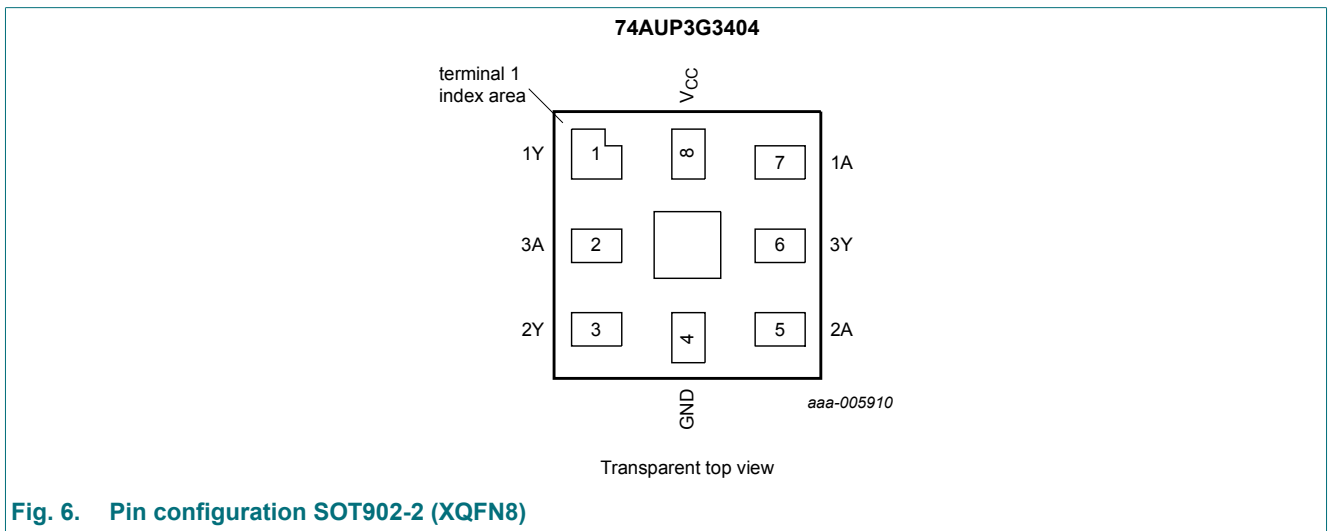 74AUP3G3404
terminal 1
index area
VCC
1Y 1 8 7 1A
3A 2 6 3Y
2Y 3 4 5 2A
GND
aaa-005910
Transparent top view
Fig. 6. Pin configuration SOT902-2 (XQFN8)